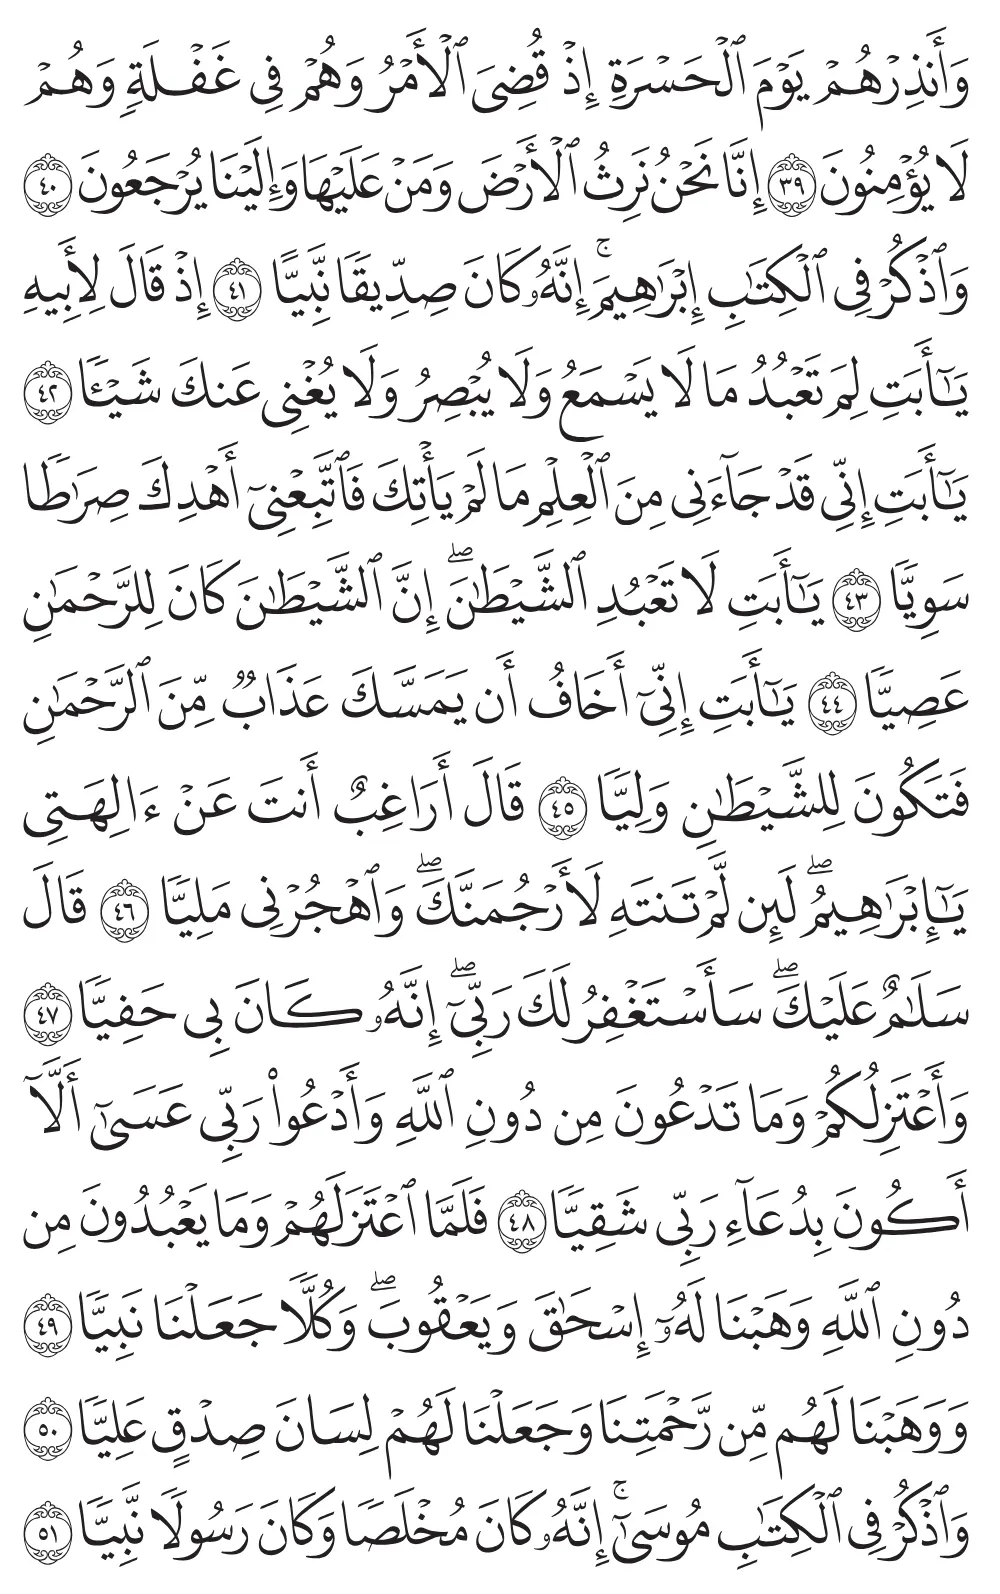 وَأَنذِرْهُمْ يَوْمَ ٱلْحَسْرَةِ إِذْ قُضِىَ ٱلْأَمْرُ وَهُمْ فِى غَفْلَةٍ وَهُمْ
لَا يُؤْمِنُونَ ٣٩ إِنَّا نَحْنُ نَرِثُ ٱلْأَرْضَ وَمَنْ عَلَيْهَا وَإِلَيْنَا يُرْجَعُونَ ٤٠
وَٱذْكُرْ فِى ٱلْكِتَـٰبِ إِبْرَٰهِيمَ ۚ إِنَّهُۥ كَانَ صِدِّيقًا نَّبِيًّا ٤١ إِذْ قَالَ لِأَبِيهِ
يَـٰٓأَبَتِ لِمَ تَعْبُدُ مَا لَا يَسْمَعُ وَلَا يُبْصِرُ وَلَا يُغْنِى عَنكَ شَيْـًٔا ٤٢
يَـٰٓأَبَتِ إِنِّى قَدْ جَآءَنِى مِنَ ٱلْعِلْمِ مَا لَمْ يَأْتِكَ فَٱتَّبِعْنِىٓ أَهْدِكَ صِرَٰطًا
سَوِيًّا ٤٣ يَـٰٓأَبَتِ لَا تَعْبُدِ ٱلشَّيْطَـٰنَ ۖ إِنَّ ٱلشَّيْطَـٰنَ كَانَ لِلرَّحْمَـٰنِ
عَصِيًّا ٤٤ يَـٰٓأَبَتِ إِنِّىٓ أَخَافُ أَن يَمَسَّكَ عَذَابٌ مِّنَ ٱلرَّحْمَـٰنِ
فَتَكُونَ لِلشَّيْطَـٰنِ وَلِيًّا ٤٥ قَالَ أَرَاغِبٌ أَنتَ عَنْ ءَالِهَتِى
يَـٰٓإِبْرَٰهِيمُ ۖ لَئِن لَّمْ تَنتَهِ لَأَرْجُمَنَّكَ ۖ وَٱهْجُرْنِى مَلِيًّا ٤٦ قَالَ
سَلَـٰمٌ عَلَيْكَ ۖ سَأَسْتَغْفِرُ لَكَ رَبِّىٓ ۖ إِنَّهُۥ كَانَ بِى حَفِيًّا ٤٧
وَأَعْتَزِلُكُمْ وَمَا تَدْعُونَ مِن دُونِ ٱللَّهِ وَأَدْعُوا۟ رَبِّى عَسَىٰٓ أَلَّآ
أَكُونَ بِدُعَآءِ رَبِّى شَقِيًّا ٤٨ فَلَمَّا ٱعْتَزَلَهُمْ وَمَا يَعْبُدُونَ مِن
دُونِ ٱللَّهِ وَهَبْنَا لَهُۥٓ إِسْحَـٰقَ وَيَعْقُوبَ ۖ وَكُلًّا جَعَلْنَا نَبِيًّا ٤٩
وَوَهَبْنَا لَهُم مِّن رَّحْمَتِنَا وَجَعَلْنَا لَهُمْ لِسَانَ صِدْقٍ عَلِيًّا ٥٠
وَٱذْكُرْ فِى ٱلْكِتَـٰبِ مُوسَىٰٓ ۚ إِنَّهُۥ كَانَ مُخْلَصًا وَكَانَ رَسُولًا نَّبِيًّا ٥١